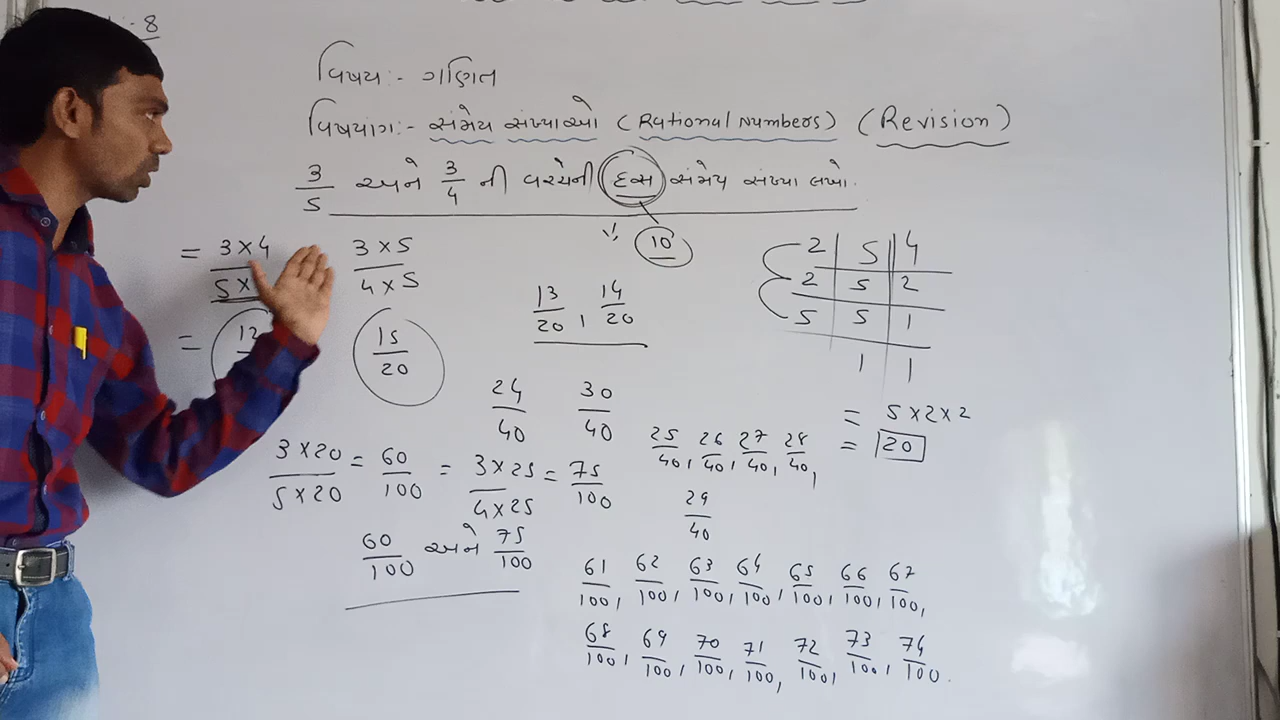 :- 8
વિષય:- ગણિત
વિષયાંગ:- સંમેય સંખ્યાઓ (Rational Numbers) (Revision)
3/5 અને 3/4 ની વચ્ચેની દસ સંમેય સંખ્યા લખો.
10
= 3×4/5× 3×5/4×5
= 12 15/20
13/20, 14/20
2 | 5 | 4
2 | 5 | 2
5 | 5 | 1
1 | 1
= 5×2×2
= 20
24/40 30/40
25/40, 26/40, 27/40, 28/40,
29/40
3×20/5×20 = 60/100 = 3×25/4×25 = 75/100
60/100 અને 75/100
61/100, 62/100, 63/100, 64/100, 65/100, 66/100, 67/100,
68/100, 69/100, 70/100, 71/100, 72/100, 73/100, 74/100.